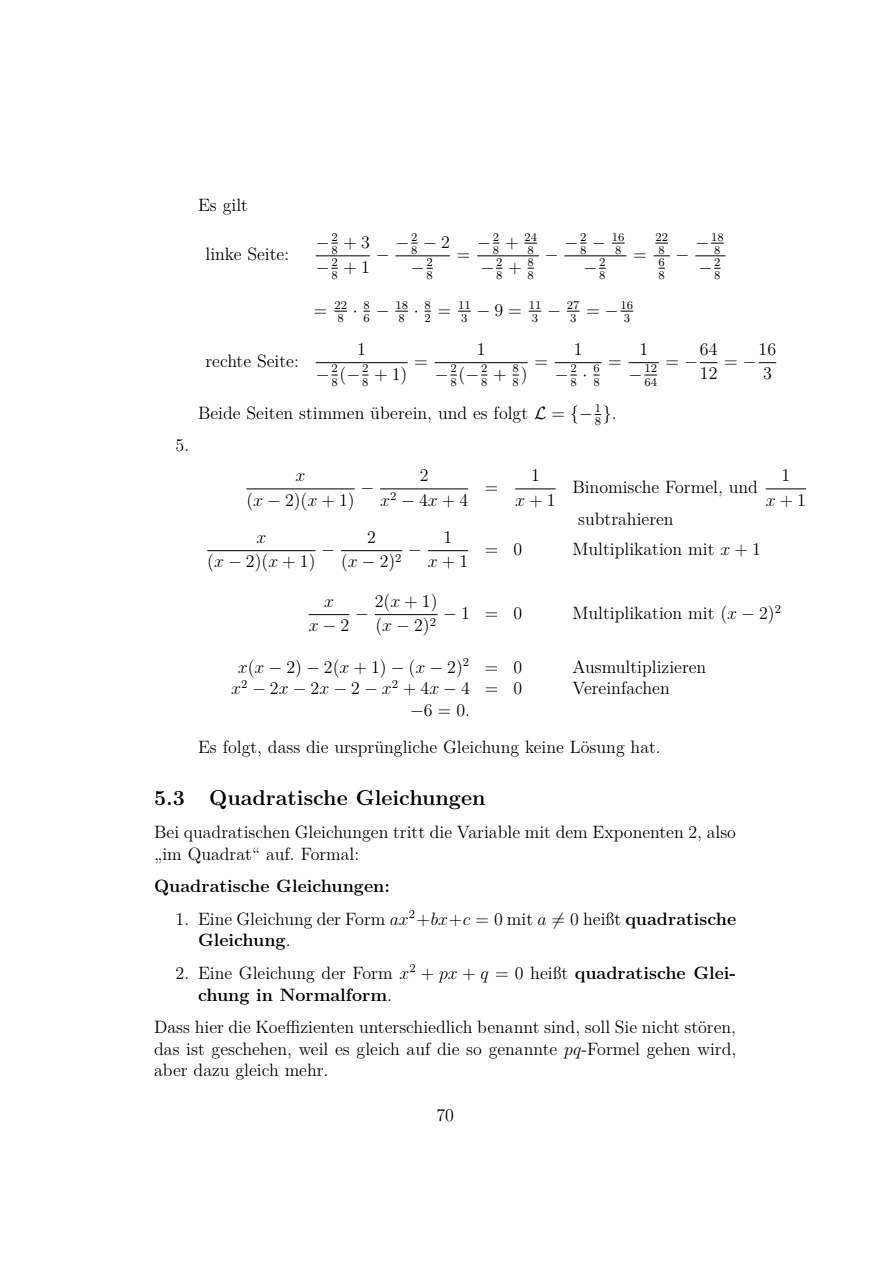 Es gilt
linke Seite: $\frac{-\frac{2}{8}+3}{-\frac{2}{8}+1} - \frac{-\frac{2}{8}-2}{-\frac{2}{8}} = \frac{-\frac{2}{8}+\frac{24}{8}}{-\frac{2}{8}+\frac{8}{8}} - \frac{-\frac{2}{8}-\frac{16}{8}}{-\frac{2}{8}} = \frac{\frac{22}{8}}{\frac{6}{8}} - \frac{-\frac{18}{8}}{-\frac{2}{8}}$
$= \frac{22}{8} \cdot \frac{8}{6} - \frac{18}{8} \cdot \frac{8}{2} = \frac{11}{3} - 9 = \frac{11}{3} - \frac{27}{3} = -\frac{16}{3}$
rechte Seite: $\frac{1}{-\frac{2}{8}(-\frac{2}{8}+1)} = \frac{1}{-\frac{2}{8}(-\frac{2}{8}+\frac{8}{8})} = \frac{1}{-\frac{2}{8} \cdot \frac{6}{8}} = \frac{1}{-\frac{12}{64}} = -\frac{64}{12} = -\frac{16}{3}$
Beide Seiten stimmen überein, und es folgt $\mathcal{L} = \{-\frac{1}{8}\}$.
5.
$\frac{x}{(x-2)(x+1)} - \frac{2}{x^2-4x+4} = \frac{1}{x+1}$ Binomische Formel, und $\frac{1}{x+1}$
subtrahieren
$\frac{x}{(x-2)(x+1)} - \frac{2}{(x-2)^2} - \frac{1}{x+1} = 0$ Multiplikation mit $x+1$
$\frac{x}{x-2} - \frac{2(x+1)}{(x-2)^2} - 1 = 0$ Multiplikation mit $(x-2)^2$
$x(x-2) - 2(x+1) - (x-2)^2 = 0$ Ausmultiplizieren
$x^2 - 2x - 2x - 2 - x^2 + 4x - 4 = 0$ Vereinfachen
$-6 = 0.$
Es folgt, dass die ursprüngliche Gleichung keine Lösung hat.
5.3 Quadratische Gleichungen
Bei quadratischen Gleichungen tritt die Variable mit dem Exponenten 2, also
„im Quadrat“ auf. Formal:
Quadratische Gleichungen:
1. Eine Gleichung der Form $ax^2+bx+c = 0$ mit $a \neq 0$ heißt quadratische
Gleichung.
2. Eine Gleichung der Form $x^2 + px + q = 0$ heißt quadratische Glei-
chung in Normalform.
Dass hier die Koeffizienten unterschiedlich benannt sind, soll Sie nicht stören,
das ist geschehen, weil es gleich auf die so genannte pq-Formel gehen wird,
aber dazu gleich mehr.
70